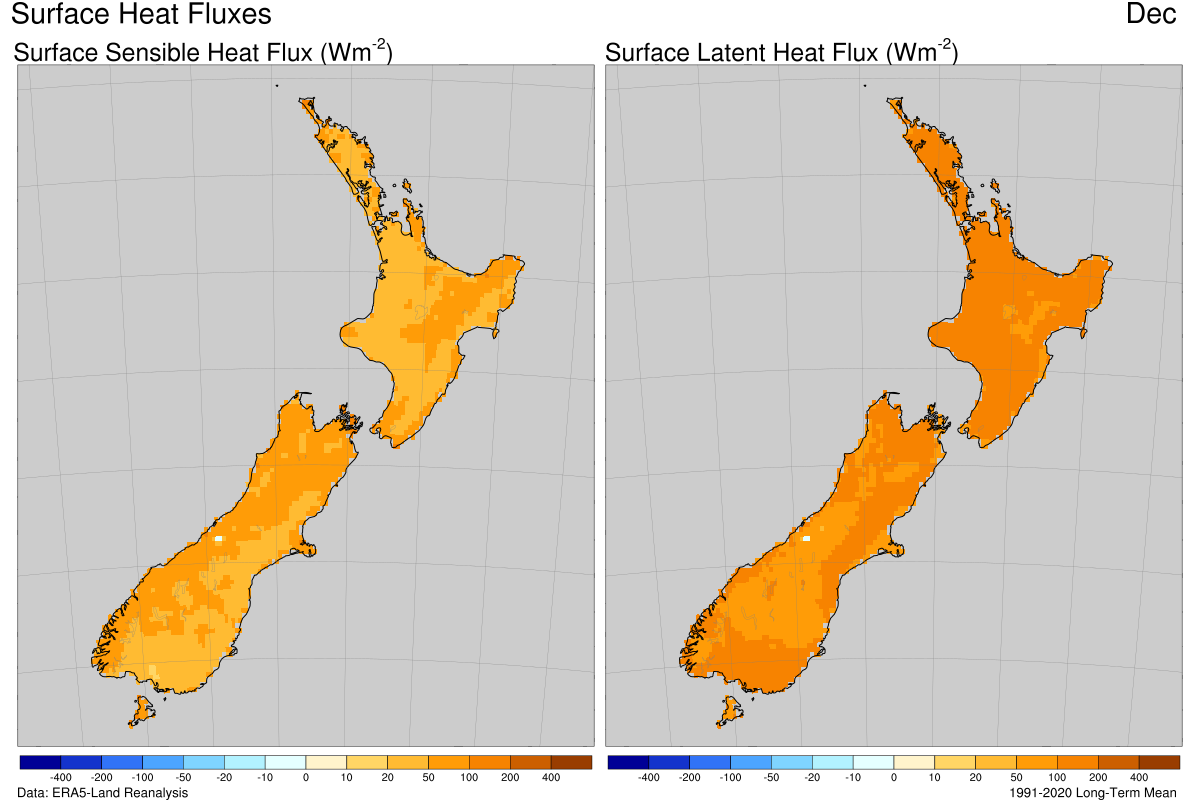 Surface Heat Fluxes Dec
Surface Sensible Heat Flux (Wm-2) Surface Latent Heat Flux (Wm-2)
-400 -200 -100 -50 -20 -10 0 10 20 50 100 200 400 -400 -200 -100 -50 -20 -10 0 10 20 50 100 200 400
Data: ERA5-Land Reanalysis 1991-2020 Long-Term Mean